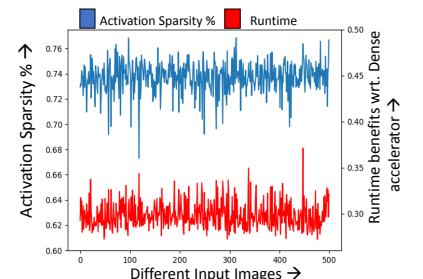 Activation Sparsity % Runtime
Activation Sparsity % →
0.76
0.74
0.72
0.70
0.68
0.66
0.64
0.62
0.60
0.50
0.45
0.40
0.35
0.30
Runtime benefits wrt. Dense
accelerator →
0 100 200 300 400 500
Different Input Images →